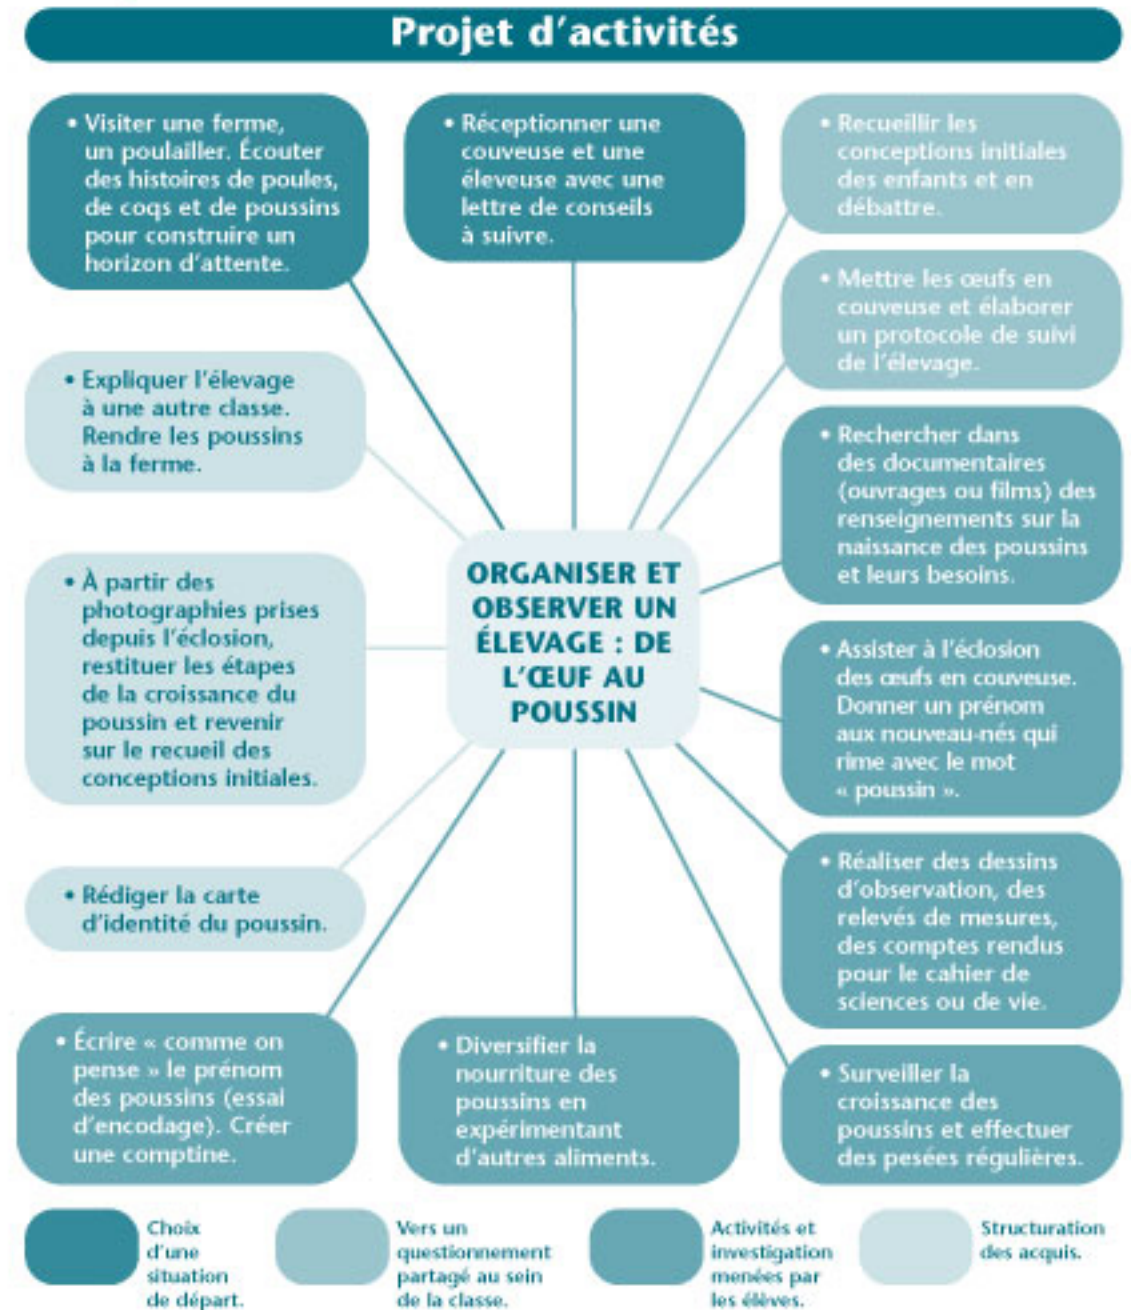 Projet d'activités
• Visiter une ferme,
un poulailler. Écouter
des histoires de poules,
de coqs et de poussins
pour construire un
horizon d'attente.
• Réceptionner une
couveuse et une
éleveuse avec une
lettre de conseils
à suivre.
• Recueillir les
conceptions initiales
des enfants et en
débattre.
• Mettre les œufs en
couveuse et élaborer
un protocole de suivi
de l'élevage.
• Rechercher dans
des documentaires
(ouvrages ou films) des
renseignements sur la
naissance des poussins
et leurs besoins.
• Assister à l'éclosion
des œufs en couveuse.
Donner un prénom
aux nouveau-nés qui
rime avec le mot
« poussin ».
• Réaliser des dessins
d'observation, des
relevés de mesures,
des comptes rendus
pour le cahier de
sciences ou de vie.
• Surveiller la
croissance des
poussins et effectuer
des pesées régulières.
• Diversifier la
nourriture des
poussins en
expérimentant
d'autres aliments.
• Écrire « comme on
pense » le prénom
des poussins (essai
d'encodage). Créer
une comptine.
• Rédiger la carte
d'identité du poussin.
• À partir des
photographies prises
depuis l'éclosion,
restituer les étapes
de la croissance du
poussin et revenir
sur le recueil des
conceptions initiales.
• Expliquer l'élevage
à une autre classe.
Rendre les poussins
à la ferme.
ORGANISER ET
OBSERVER UN
ÉLEVAGE : DE
L'ŒUF AU
POUSSIN
Choix
d'une
situation
de départ.
Vers un
questionnement
partagé au sein
de la classe.
Activités et
investigation
menées par
les élèves.
Structuration
des acquis.